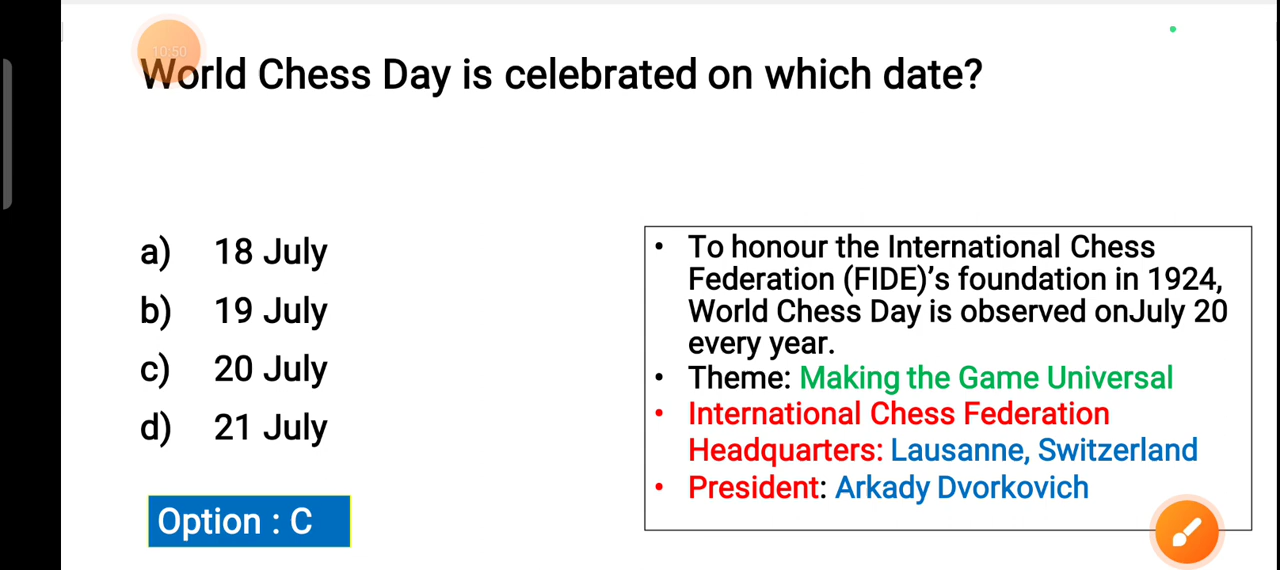 10:50
World Chess Day is celebrated on which date?
a) 18 July
b) 19 July
c) 20 July
d) 21 July
Option : C
• To honour the International Chess
Federation (FIDE)’s foundation in 1924,
World Chess Day is observed onJuly 20
every year.
• Theme: Making the Game Universal
• International Chess Federation
Headquarters: Lausanne, Switzerland
• President: Arkady Dvorkovich